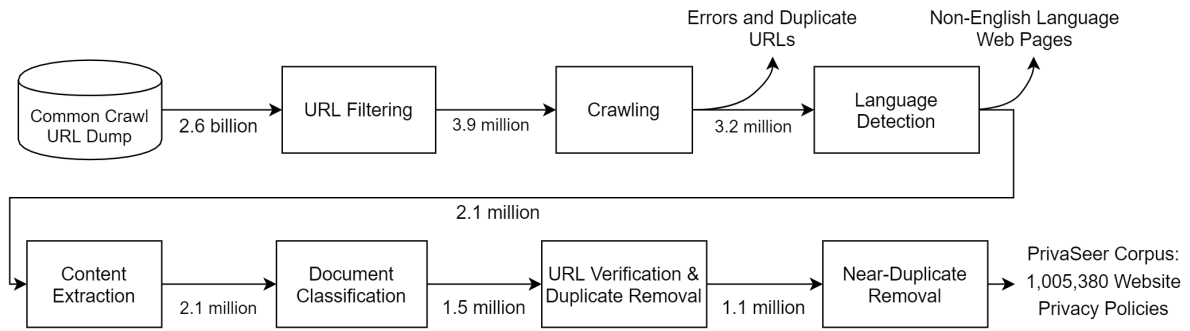 Errors and Duplicate
URLs
Non-English Language
Web Pages
Common Crawl
URL Dump
2.6 billion
URL Filtering
3.9 million
Crawling
3.2 million
Language
Detection
2.1 million
Content
Extraction
2.1 million
Document
Classification
1.5 million
URL Verification &
Duplicate Removal
1.1 million
Near-Duplicate
Removal
PrivaSeer Corpus:
1,005,380 Website
Privacy Policies